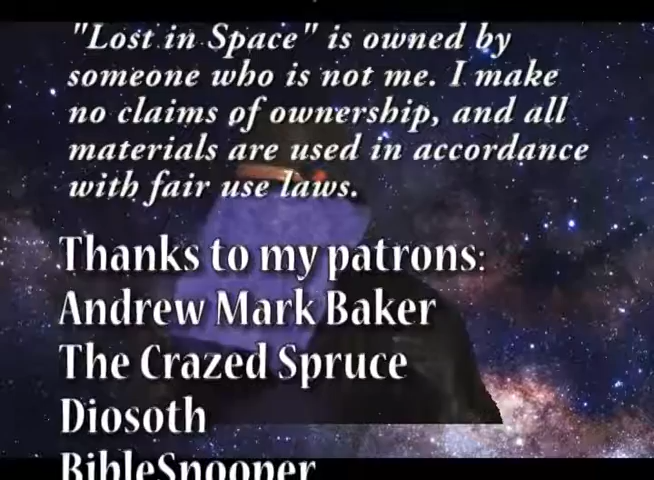 "Lost in Space" is owned by
someone who is not me. I make
no claims of ownership, and all
materials are used in accordance
with fair use laws.
Thanks to my patrons:
Andrew Mark Baker
The Crazed Spruce
Diosoth
BibleSnooper